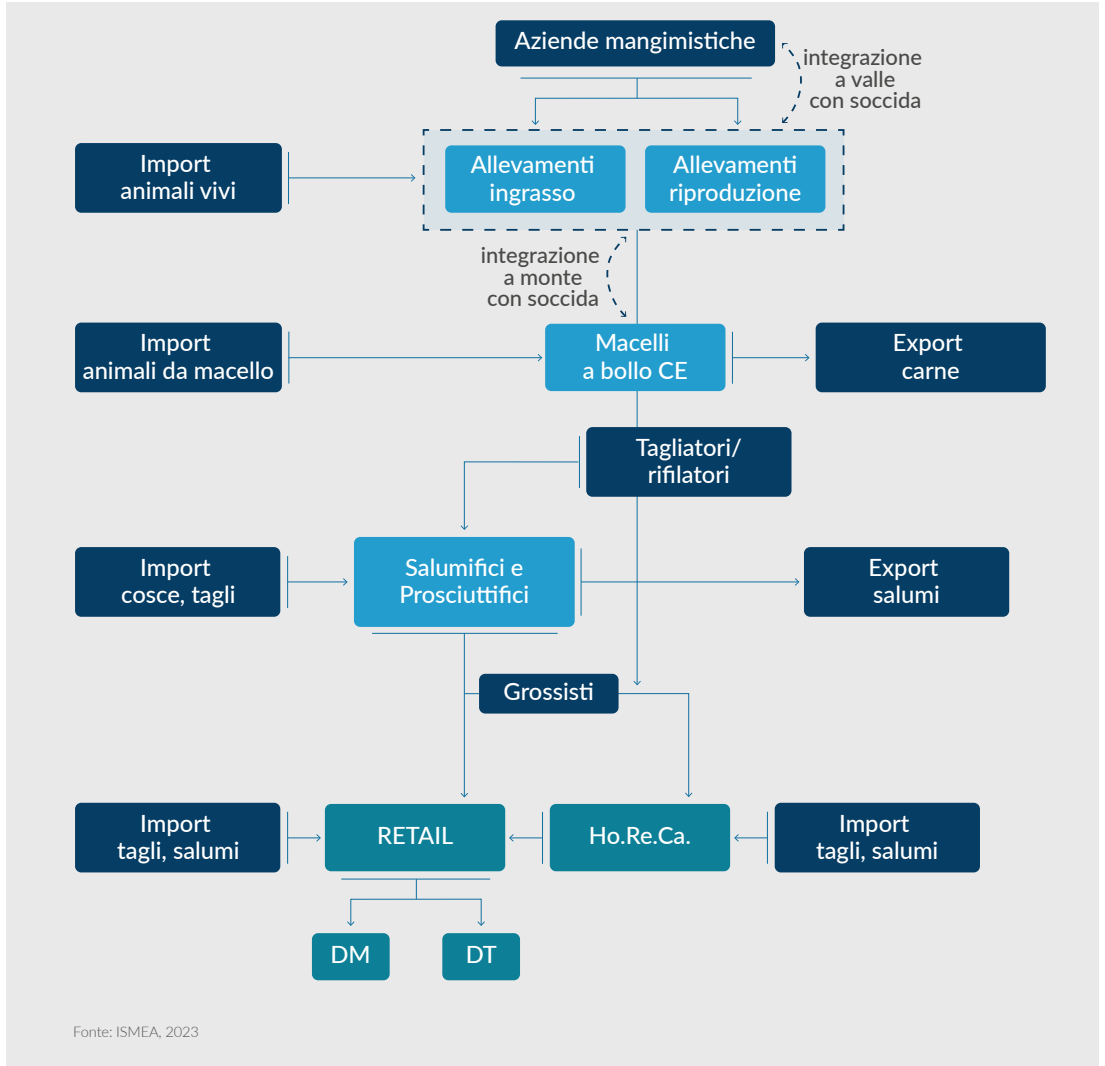 Aziende mangimistiche
integrazione
a valle
con soccida
Import
animali vivi
Allevamenti
ingrasso
Allevamenti
riproduzione
integrazione
a monte
con soccida
Import
animali da macello
Macelli
a bollo CE
Export
carne
Tagliatori/
rifilatori
Import
cosce, tagli
Salumifici e
Prosciuttifici
Export
salumi
Grossisti
Import
tagli, salumi
RETAIL
Ho.Re.Ca.
Import
tagli, salumi
DM
DT
Fonte: ISMEA, 2023